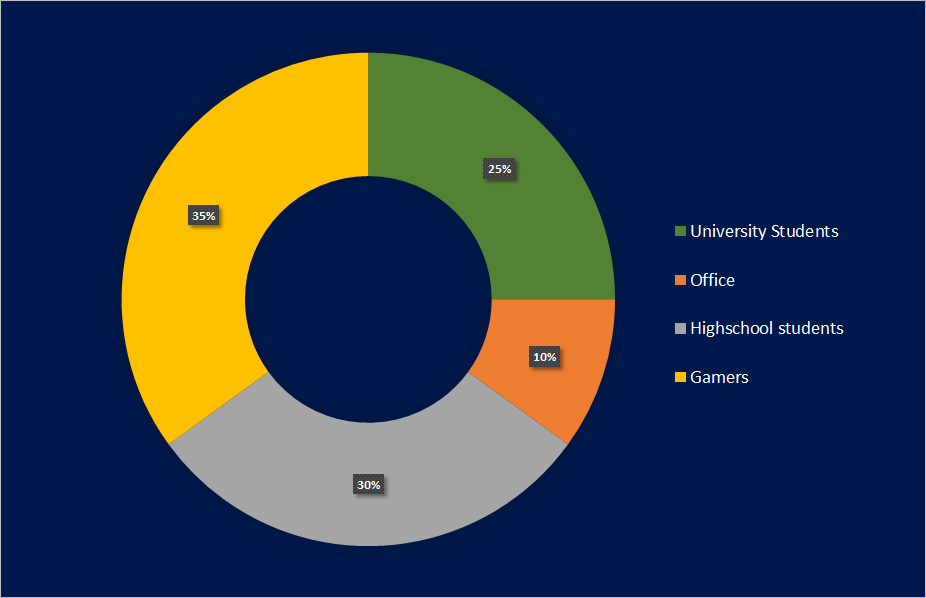 25%
35%
10%
30%
University Students
Office
Highschool students
Gamers